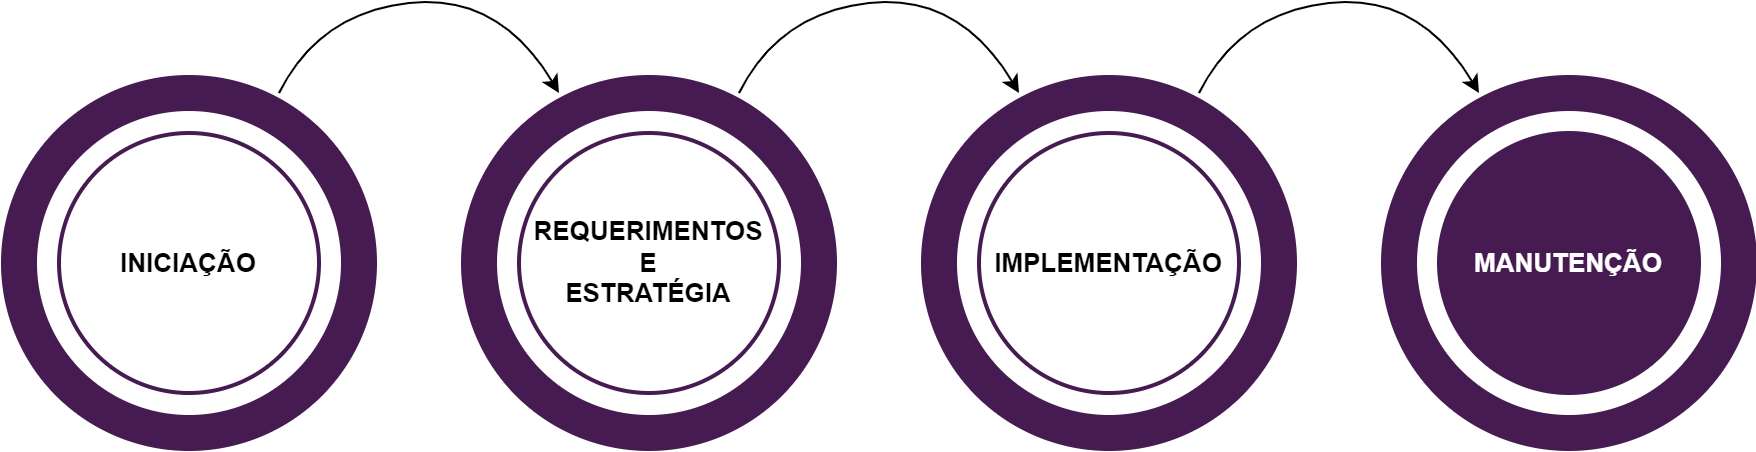 INICIAÇÃO
REQUERIMENTOS
E
ESTRATÉGIA
IMPLEMENTAÇÃO
MANUTENÇÃO